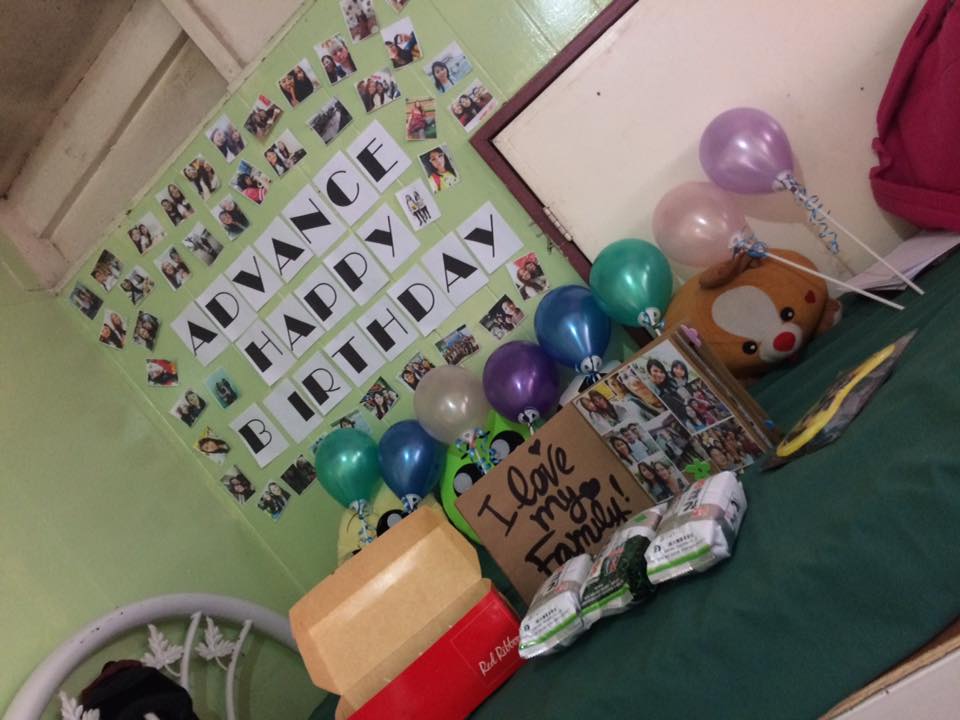 ADVANCE
HAPPY
BIRTHDAY
I love
my
Family!
Red Ribbon